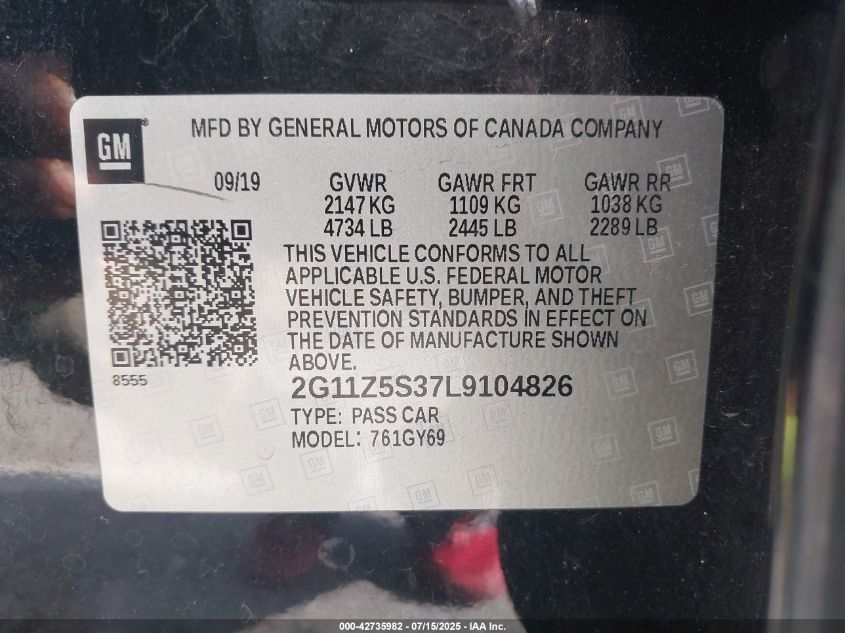 GM
MFD BY GENERAL MOTORS OF CANADA COMPANY
09/19 GVWR GAWR FRT GAWR RR
2147 KG 1109 KG 1038 KG
4734 LB 2445 LB 2289 LB
THIS VEHICLE CONFORMS TO ALL
APPLICABLE U.S. FEDERAL MOTOR
VEHICLE SAFETY, BUMPER, AND THEFT
PREVENTION STANDARDS IN EFFECT ON
THE DATE OF MANUFACTURE SHOWN
ABOVE.
8555
2G11Z5S37L9104826
TYPE: PASS CAR
MODEL: 761GY69
000-42735982 - 07/15/2025 - IAA Inc.